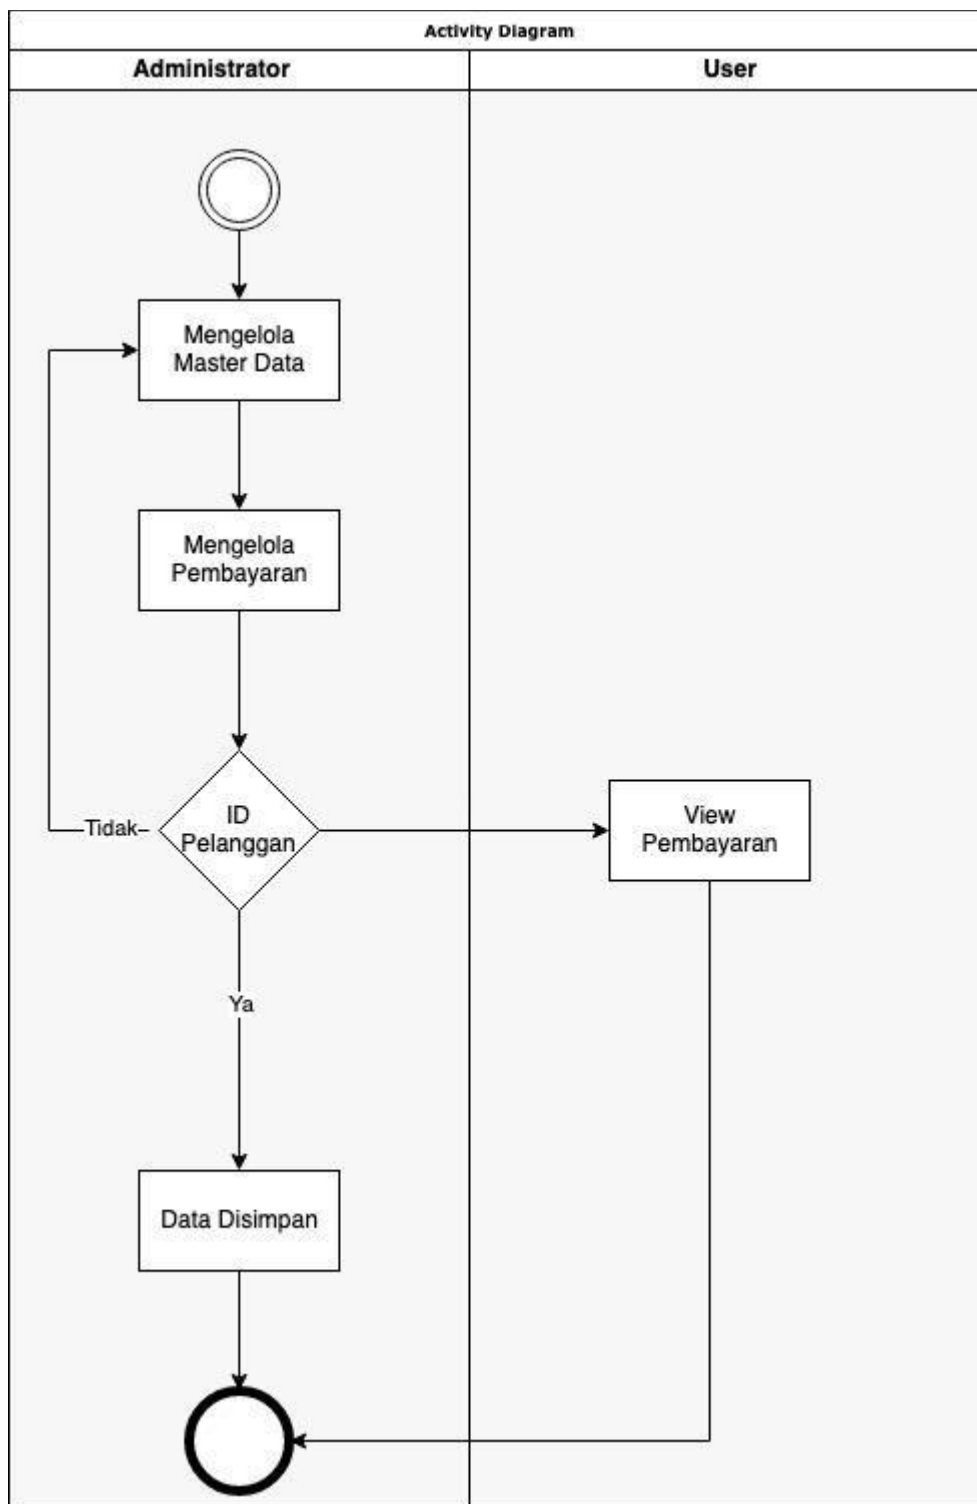 Activity Diagram
Administrator
User
Mengelola
Master Data
Mengelola
Pembayaran
Tidak
ID
Pelanggan
View
Pembayaran
Ya
Data Disimpan